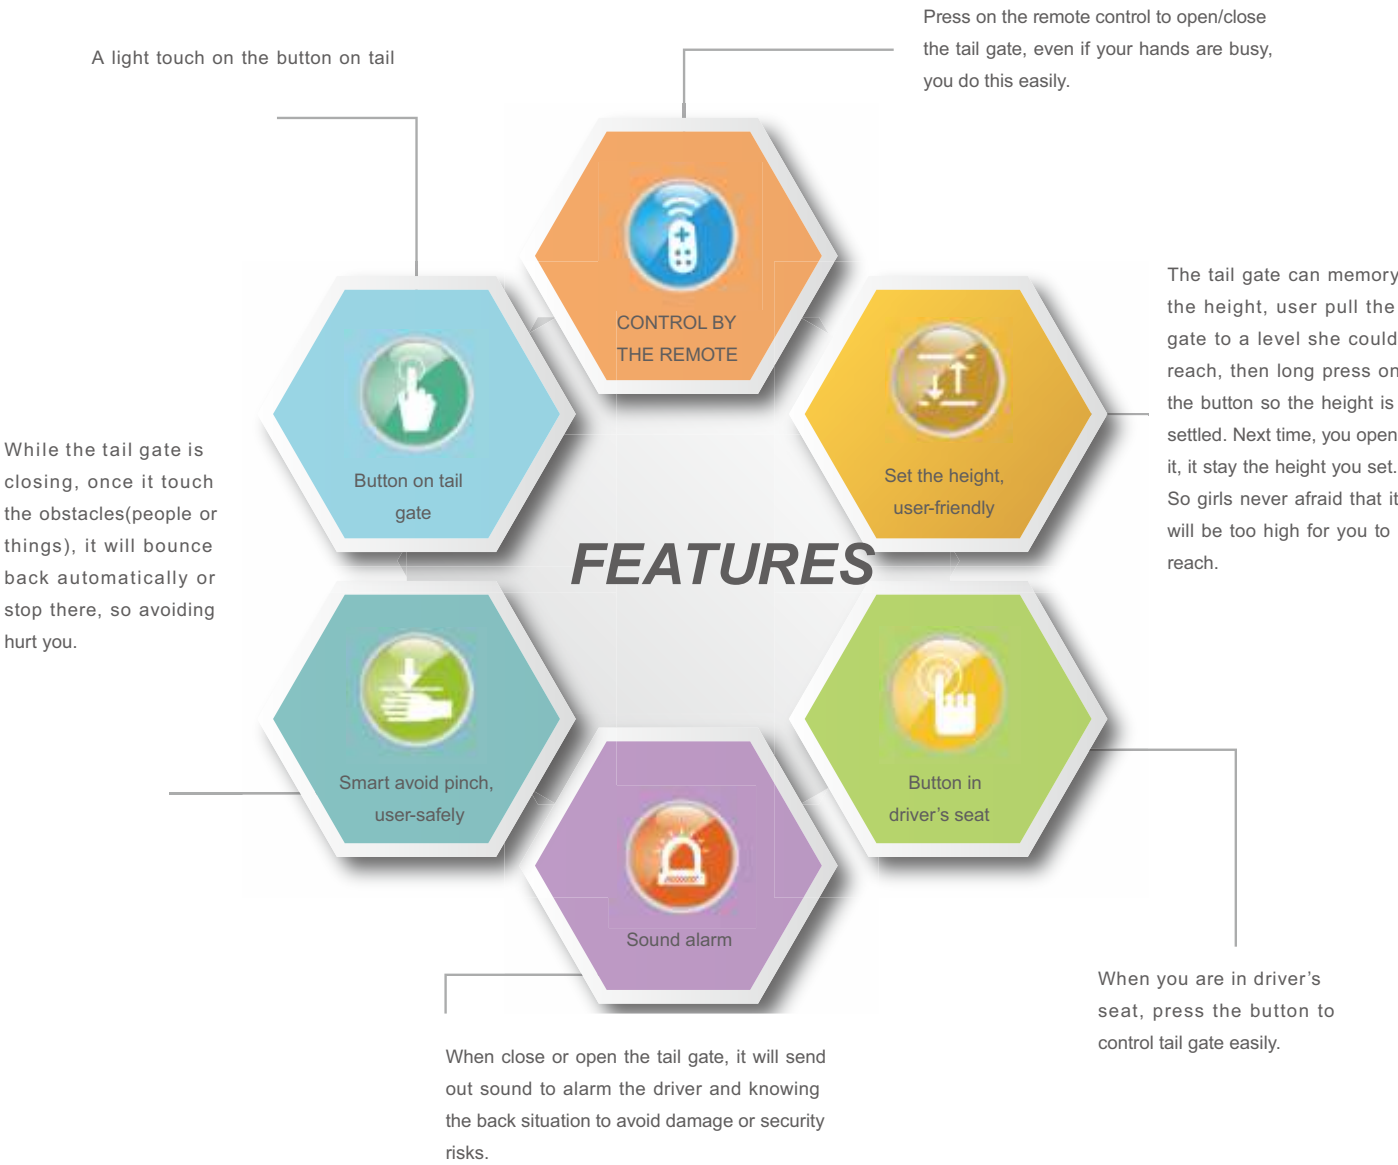 A light touch on the button on tail
Press on the remote control to open/close
the tail gate, even if your hands are busy,
you do this easily.
CONTROL BY
THE REMOTE
Button on tail
gate
Set the height,
user-friendly
The tail gate can memory
the height, user pull the
gate to a level she could
reach, then long press on
the button so the height is
settled. Next time, you open
it, it stay the height you set.
So girls never afraid that it
will be too high for you to
reach.
While the tail gate is
closing, once it touch
the obstacles(people or
things), it will bounce
back automatically or
stop there, so avoiding
hurt you.
FEATURES
Smart avoid pinch,
user-safely
Button in
driver’s seat
Sound alarm
When you are in driver’s
seat, press the button to
control tail gate easily.
When close or open the tail gate, it will send
out sound to alarm the driver and knowing
the back situation to avoid damage or security
risks.